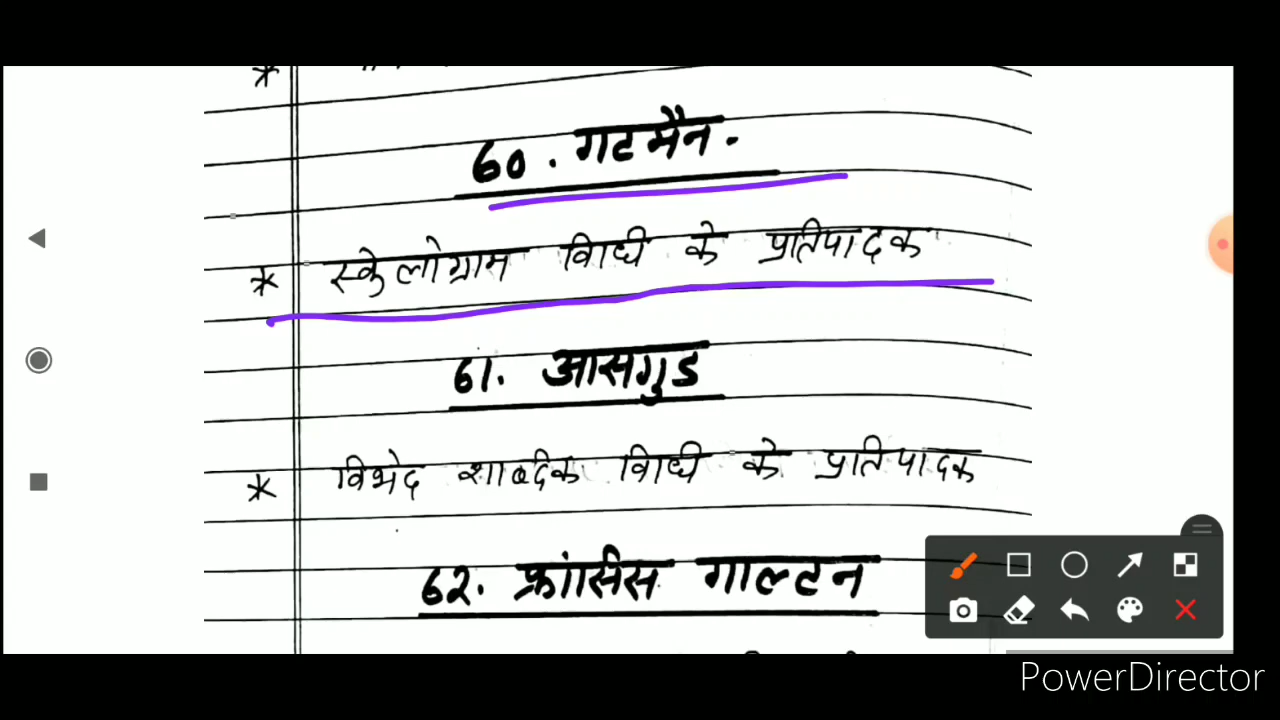 *
60. गटमैन -
* स्केलोग्राम विधि के प्रतिपादक
61. आसगुड
* विभेद शाब्दिक विधि के प्रतिपादक
62. फ्रांसिस गाल्टन
PowerDirector